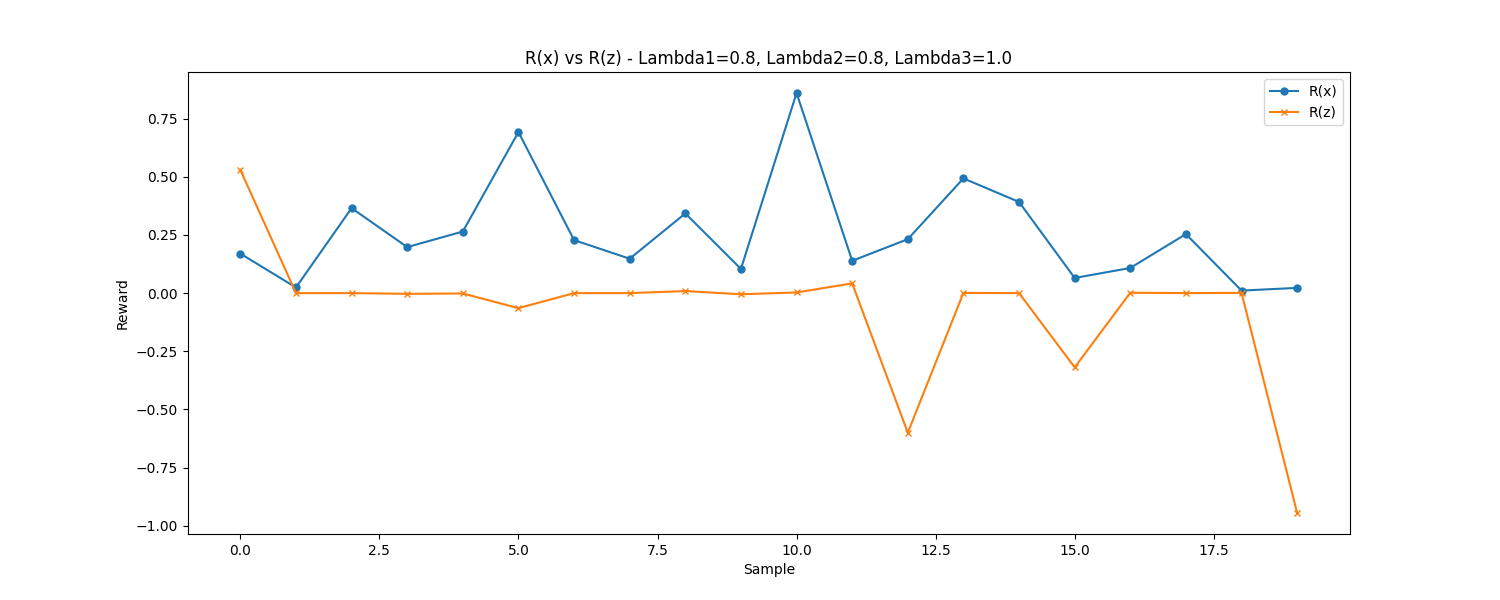 R(x) vs R(z) - Lambda1=0.8, Lambda2=0.8, Lambda3=1.0
R(x)
R(z)
Reward
0.75
0.50
0.25
0.00
−0.25
−0.50
−0.75
−1.00
0.0 2.5 5.0 7.5 10.0 12.5 15.0 17.5
Sample